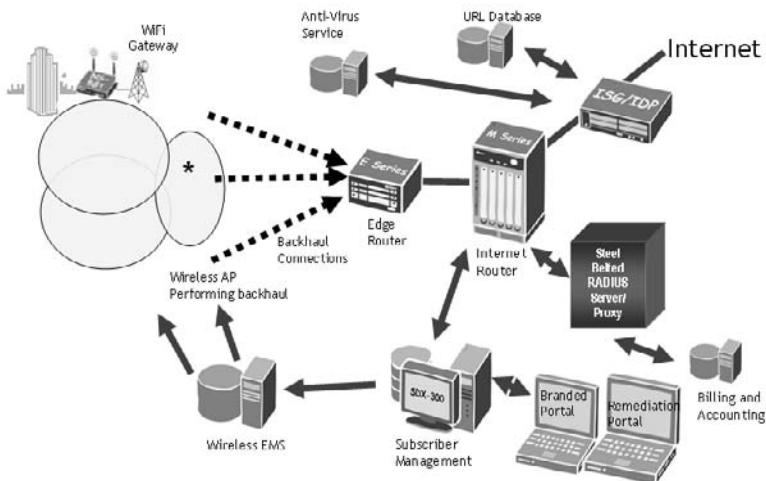 Anti-Virus
Service
URL Database
Internet
WiFi
Gateway
ISG/IDP
M Series
E Series
*
Edge
Router
Backhaul
Connections
Internet
Router
Steel
Belted
RADIUS
Server/
Proxy
Wireless AP
Performing backhaul
SDX-300
Branded
Portal
Remediation
Portal
Billing and
Accounting
Wireless EMS
Subscriber
Management